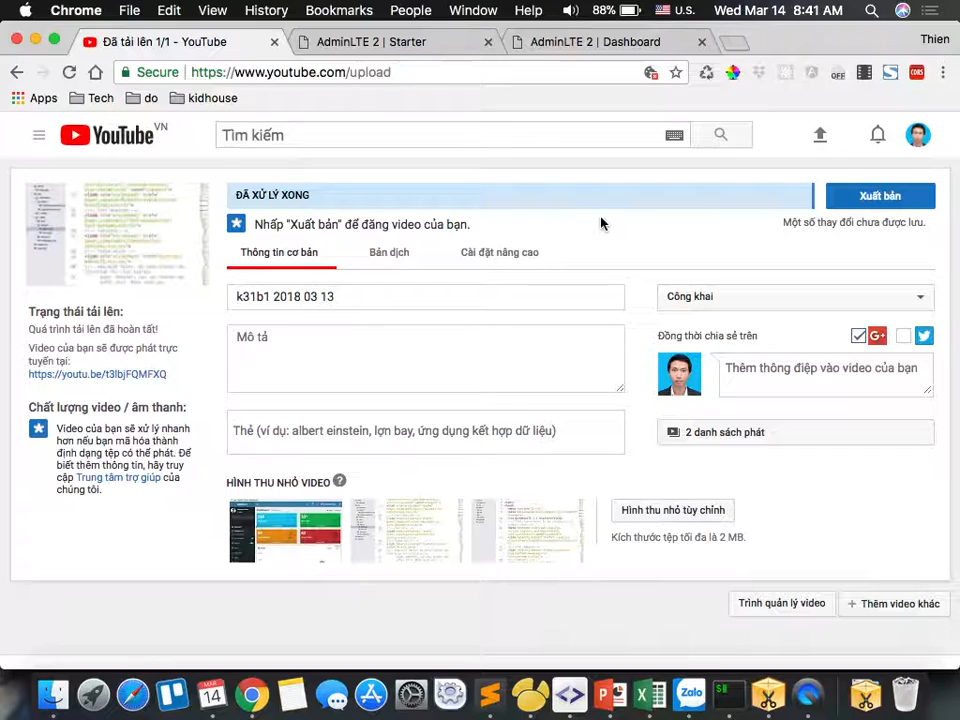 Chrome File Edit View History Bookmarks People Window Help 88% U.S. Wed Mar 14 8:41 AM
Đã tải lên 1/1 - YouTube
AdminLTE 2 | Starter
AdminLTE 2 | Dashboard
Thien
Secure | https://www.youtube.com/upload
OFF
CORS
Apps Tech do kidhouse
YouTube VN
Tìm kiếm
ĐÃ XỬ LÝ XONG
Xuất bản
Nhấp "Xuất bản" để đăng video của bạn.
Một số thay đổi chưa được lưu.
Thông tin cơ bản Bản dịch Cài đặt nâng cao
k31b1 2018 03 13
Công khai
Mô tả
Đồng thời chia sẻ trên
G+
Thêm thông điệp vào video của bạn
Thẻ (ví dụ: albert einstein, lợn bay, ứng dụng kết hợp dữ liệu)
2 danh sách phát
Trạng thái tải lên:
Quá trình tải lên đã hoàn tất!
Video của bạn sẽ được phát trực
tuyến tại:
https://youtu.be/t3lbjFQMFXQ
Chất lượng video / âm thanh:
Video của bạn sẽ xử lý nhanh
hơn nếu bạn mã hóa thành
định dạng tệp có thể phát. Để
biết thêm thông tin, hãy truy
cập Trung tâm trợ giúp của
chúng tôi.
HÌNH THU NHỎ VIDEO ?
Hình thu nhỏ tùy chỉnh
Kích thước tệp tối đa là 2 MB.
Trình quản lý video
+ Thêm video khác
MAR
14
Zalo